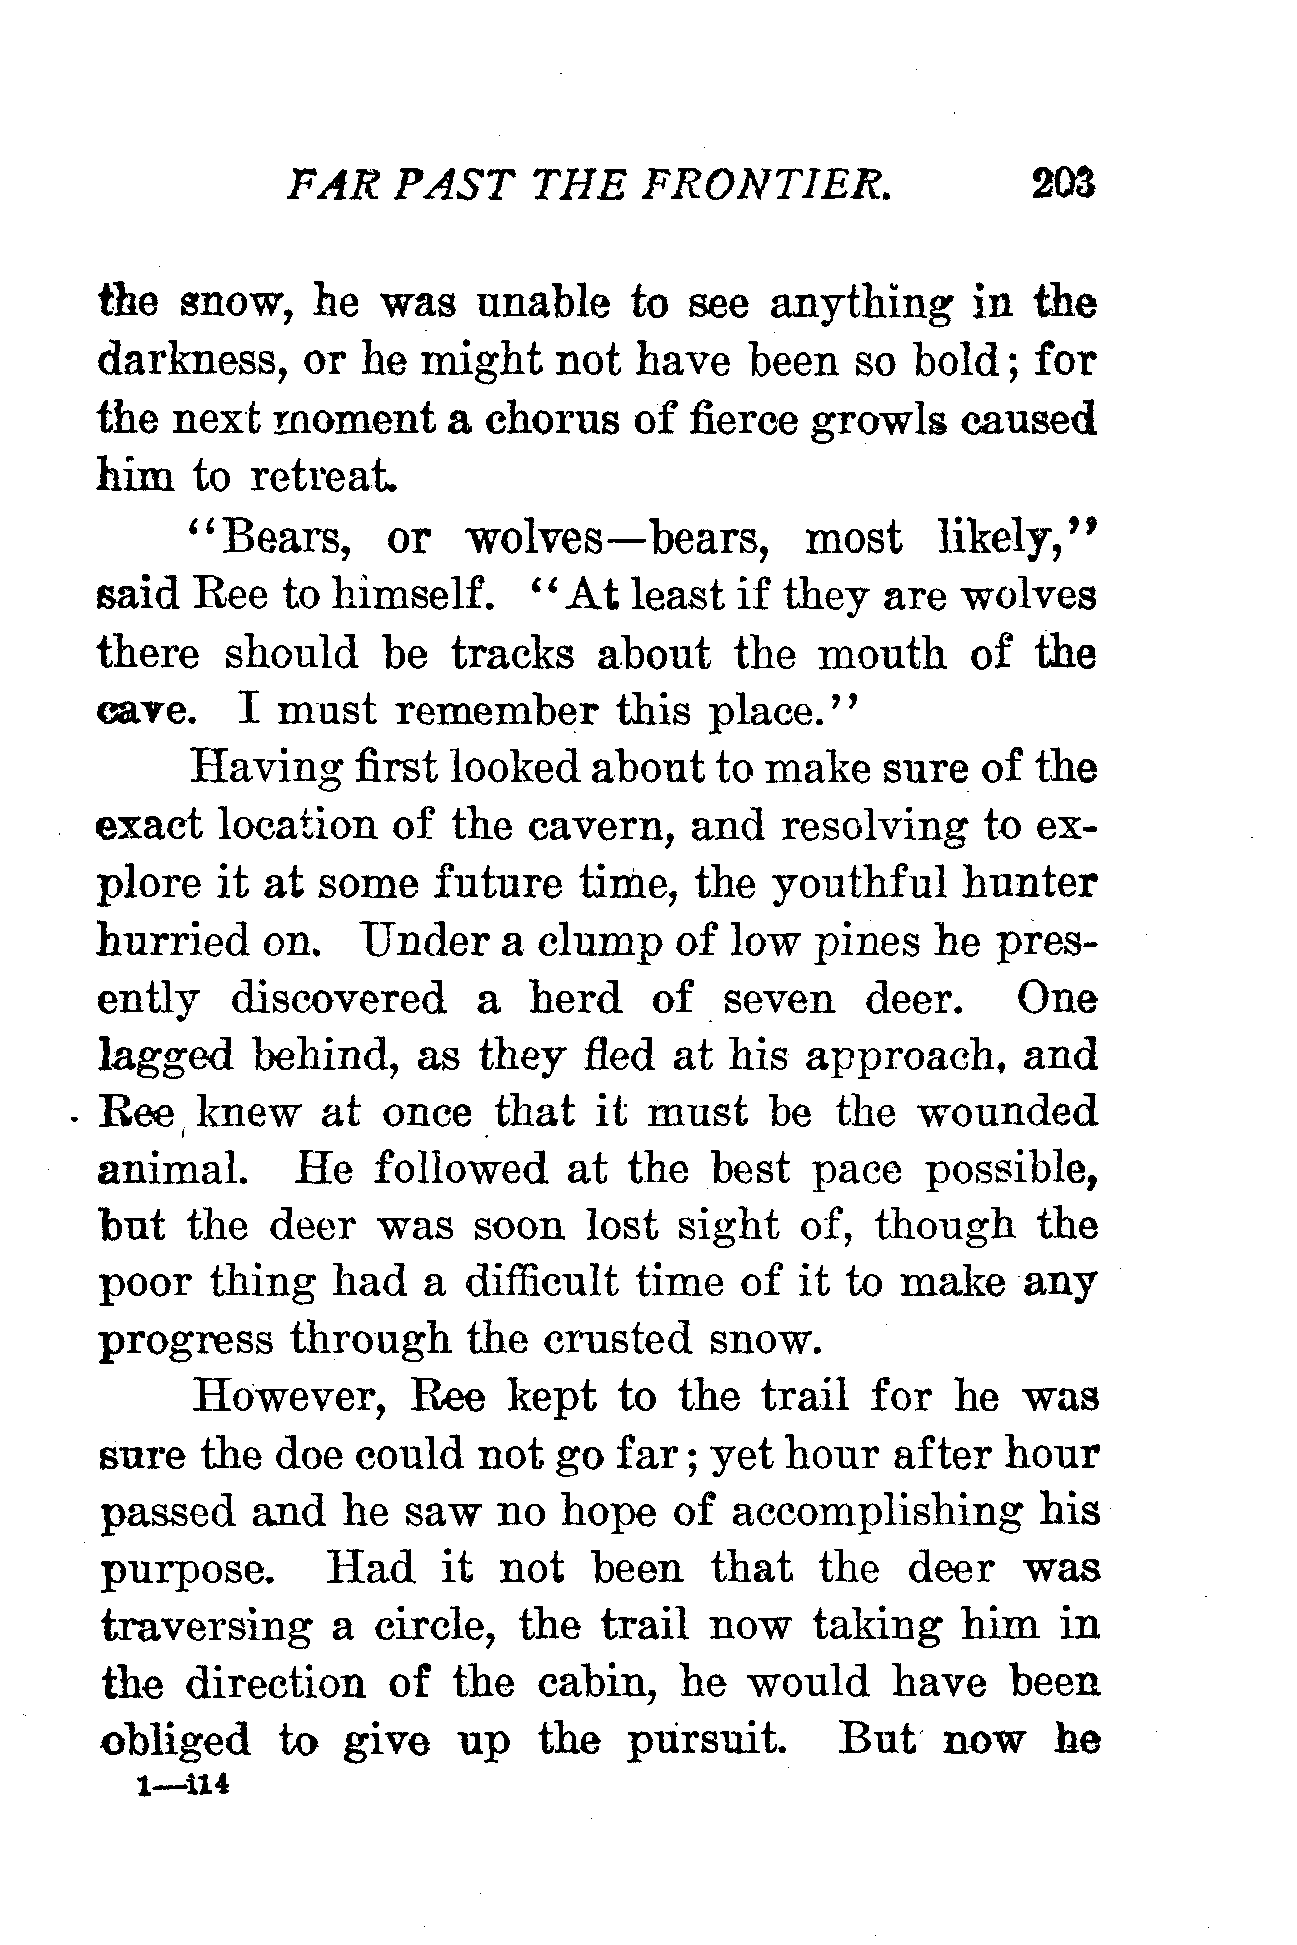 FAR PAST THE FRONTIER. 203
the snow, he was unable to see anything in the
darkness, or he might not have been so bold; for
the next moment a chorus of fierce growls caused
him to retreat.
"Bears, or wolves—bears, most likely,"
said Ree to himself. "At least if they are wolves
there should be tracks about the mouth of the
cave. I must remember this place."
Having first looked about to make sure of the
exact location of the cavern, and resolving to ex-
plore it at some future time, the youthful hunter
hurried on. Under a clump of low pines he pres-
ently discovered a herd of seven deer. One
lagged behind, as they fled at his approach, and
Ree knew at once that it must be the wounded
animal. He followed at the best pace possible,
but the deer was soon lost sight of, though the
poor thing had a difficult time of it to make any
progress through the crusted snow.
However, Ree kept to the trail for he was
sure the doe could not go far; yet hour after hour
passed and he saw no hope of accomplishing his
purpose. Had it not been that the deer was
traversing a circle, the trail now taking him in
the direction of the cabin, he would have been
obliged to give up the pursuit. But now he
1—114